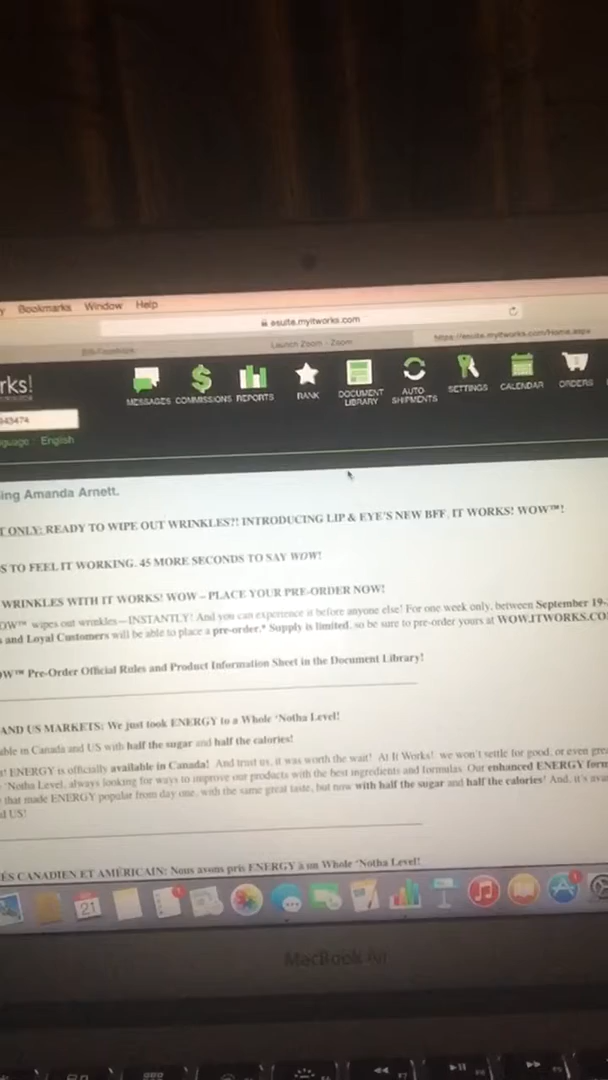 Bookmarks Window Help
esuite.myitworks.com
Launch Zoom - Zoom
https://esuite.myitworks.com/Home.aspx
rks!
MESSAGES COMMISSIONS REPORTS RANK DOCUMENT LIBRARY AUTO SHIPMENTS SETTINGS CALENDAR ORDERS
943474
guage : English
ing Amanda Arnett.
T ONLY: READY TO WIPE OUT WRINKLES?! INTRODUCING LIP & EYE'S NEW BFF, IT WORKS! WOW™!
S TO FEEL IT WORKING. 45 MORE SECONDS TO SAY WOW!
WRINKLES WITH IT WORKS! WOW – PLACE YOUR PRE-ORDER NOW!
OW™ wipes out wrinkles—INSTANTLY! And you can experience it before anyone else! For one week only, between September 19-
s and Loyal Customers will be able to place a pre-order.* Supply is limited, so be sure to pre-order yours at WOW.ITWORKS.CO
OW™ Pre-Order Official Rules and Product Information Sheet in the Document Library!
AND US MARKETS: We just took ENERGY to a Whole 'Notha Level!
able in Canada and US with half the sugar and half the calories!
s! ENERGY is officially available in Canada! And trust us, it was worth the wait! At It Works!, we won't settle for good, or even grea
'Notha Level, always looking for ways to improve our products with the best ingredients and formulas. Our enhanced ENERGY form
that made ENERGY popular from day one, with the same great taste, but now with half the sugar and half the calories! And, it's avai
d US!
ÉS CANADIEN ET AMÉRICAIN: Nous avons pris ENERGY à un Whole 'Notha Level!
21
MacBook Air